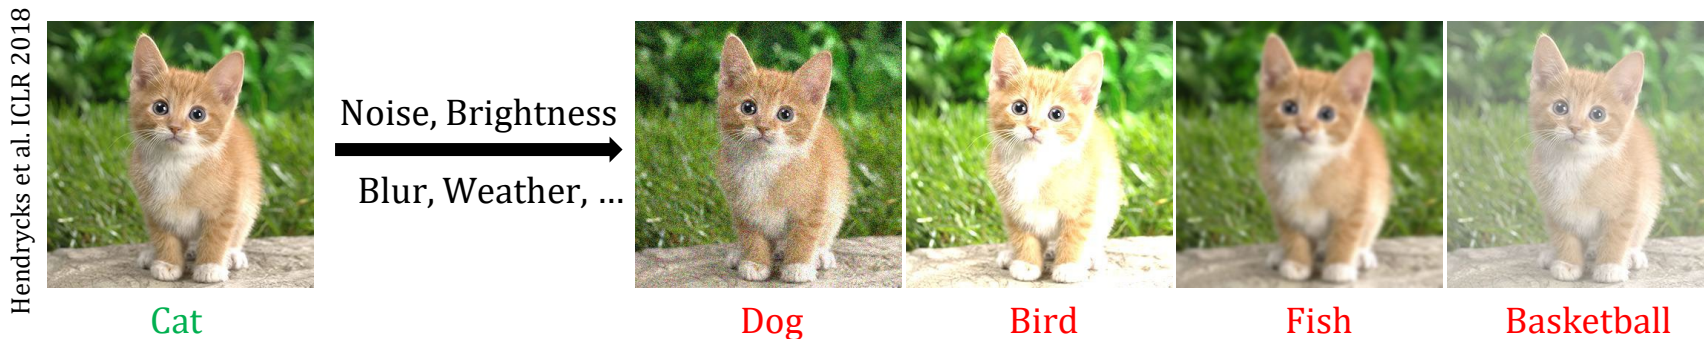 Hendrycks et al. ICLR 2018
Noise, Brightness
Blur, Weather, ...
Cat
Dog
Bird
Fish
Basketball